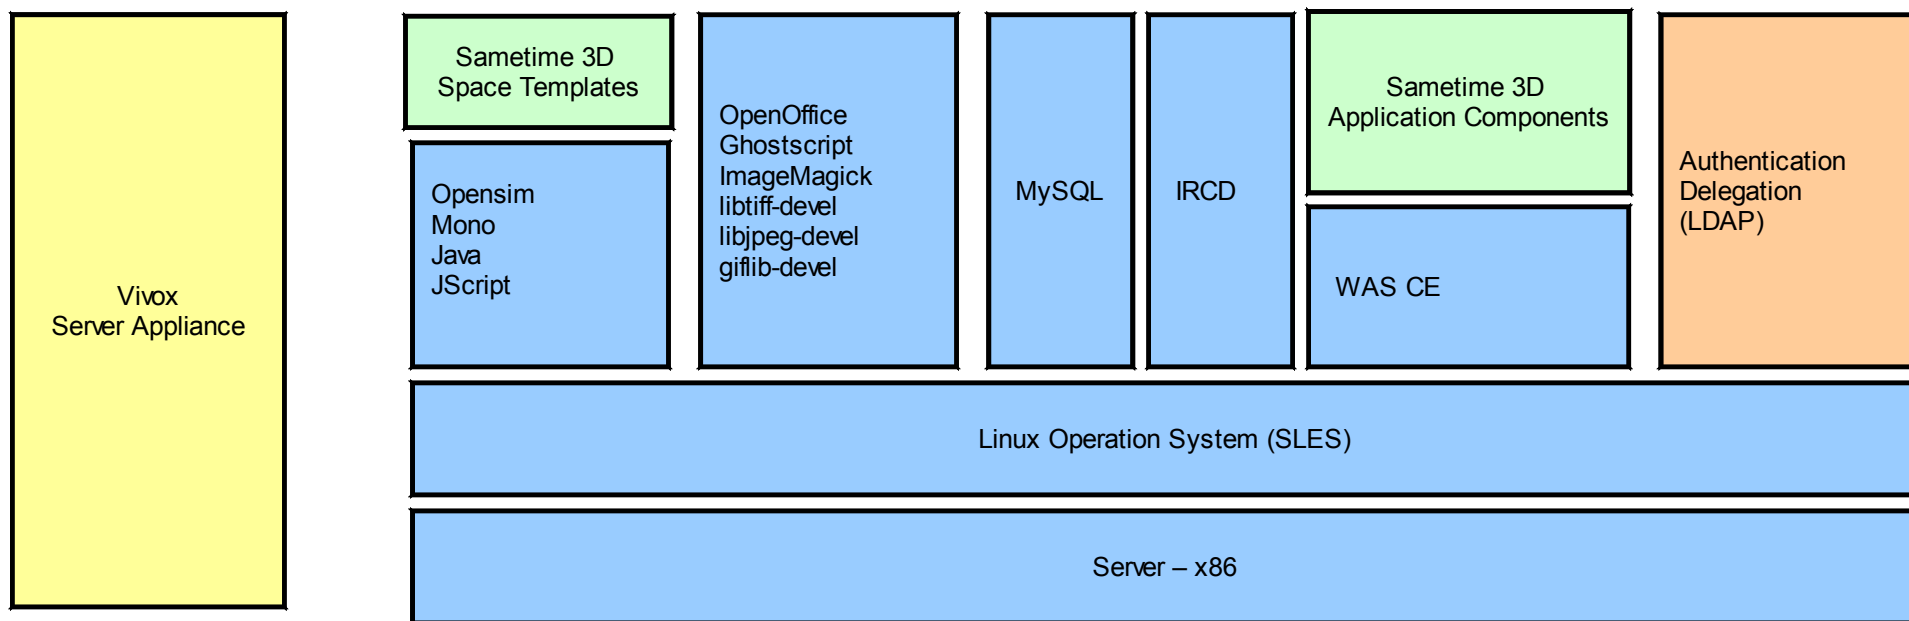 Vivox
Server Appliance
Sametime 3D
Space Templates
Opensim
Mono
Java
JScript
OpenOffice
Ghostscript
ImageMagick
libtiff-devel
libjpeg-devel
giflib-devel
MySQL
IRCD
Sametime 3D
Application Components
WAS CE
Authentication
Delegation
(LDAP)
Linux Operation System (SLES)
Server – x86